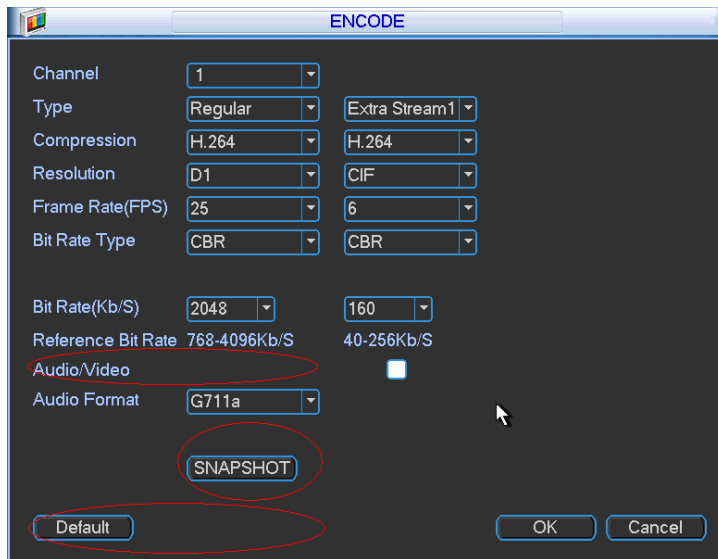 ENCODE
Channel 1
Type Regular Extra Stream1
Compression H.264 H.264
Resolution D1 CIF
Frame Rate(FPS) 25 6
Bit Rate Type CBR CBR
Bit Rate(Kb/S) 2048 160
Reference Bit Rate 768-4096Kb/S 40-256Kb/S
Audio/Video
Audio Format G711a
SNAPSHOT
Default OK Cancel